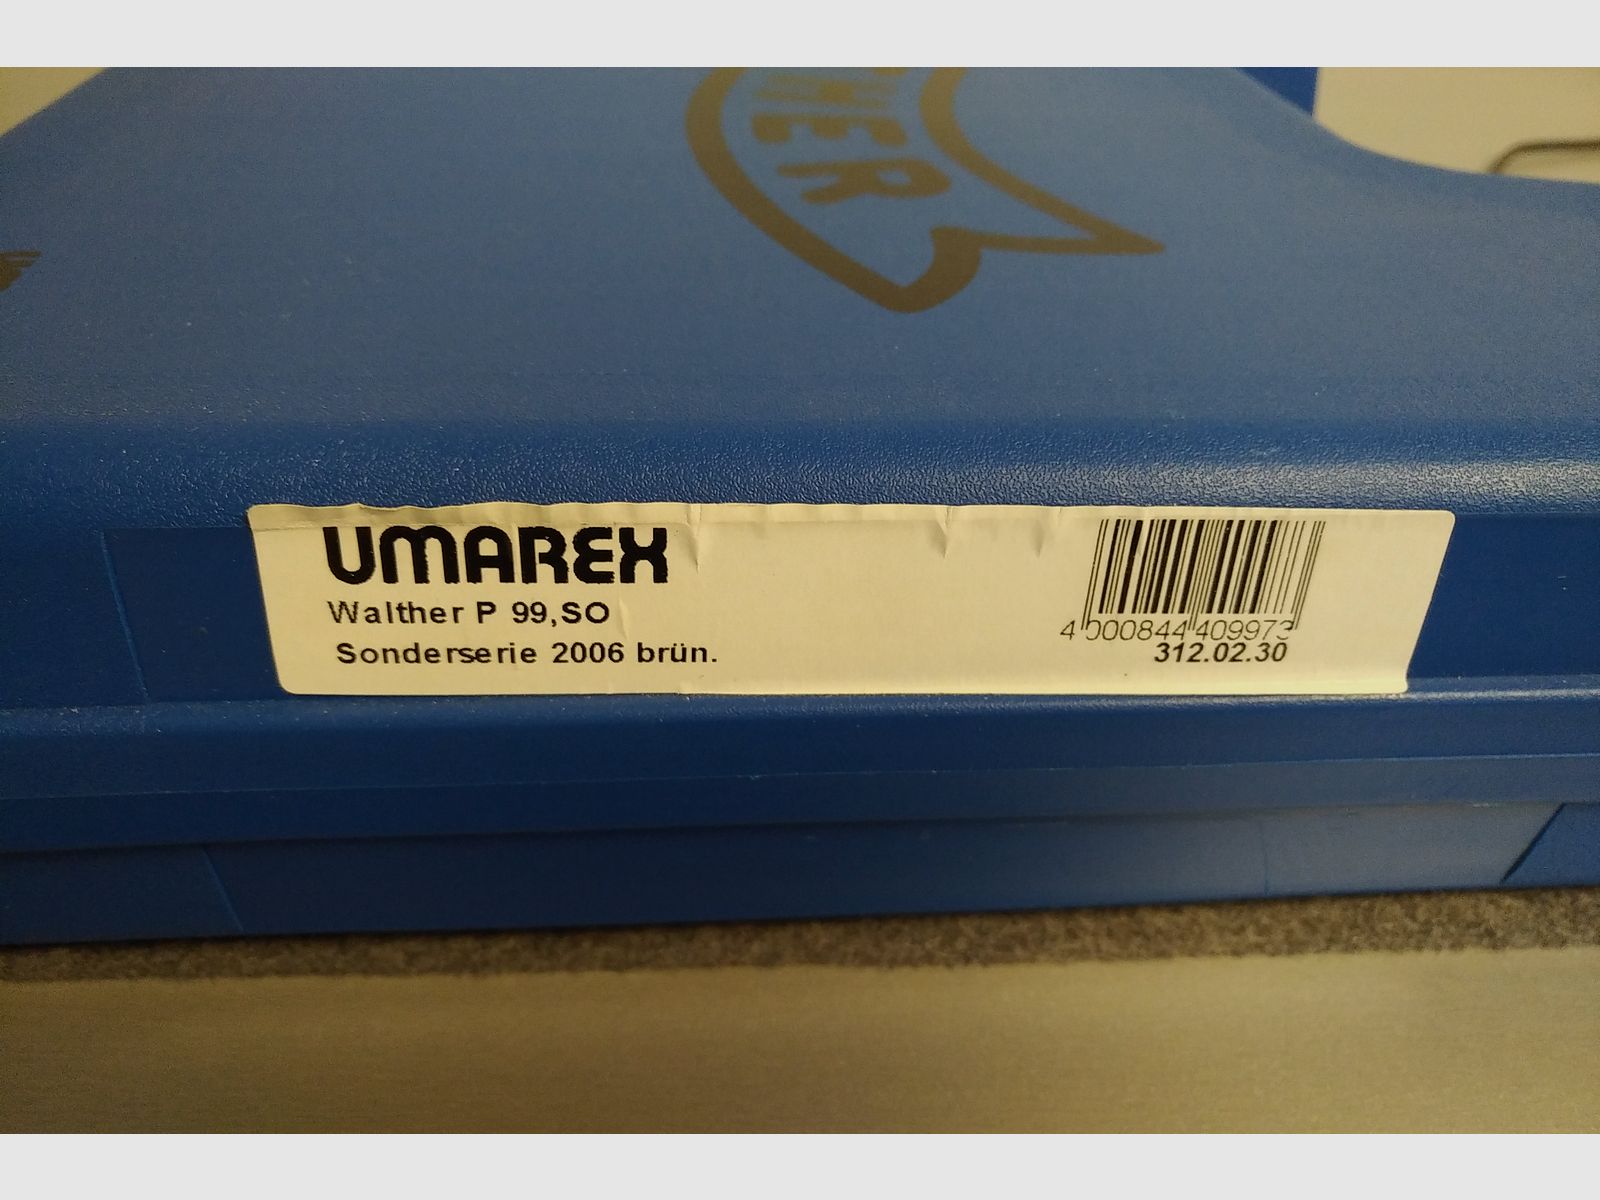 UMAREX
Walther P 99,SO
Sonderserie 2006 brün.
4 000844 409973
312.02.30